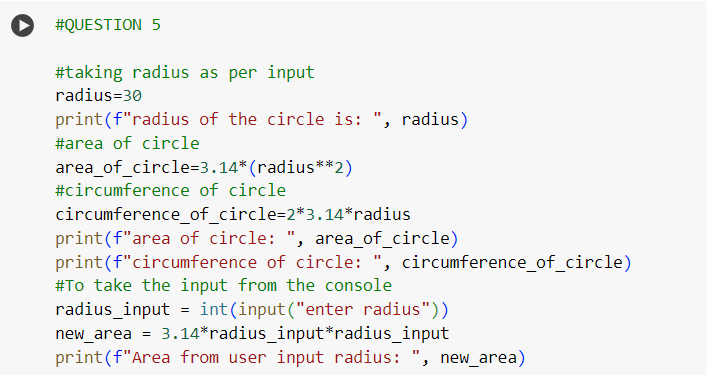 #QUESTION 5
#taking radius as per input
radius=30
print(f"radius of the circle is: ", radius)
#area of circle
area_of_circle=3.14*(radius**2)
#circumference of circle
circumference_of_circle=2*3.14*radius
print(f"area of circle: ", area_of_circle)
print(f"circumference of circle: ", circumference_of_circle)
#To take the input from the console
radius_input = int(input("enter radius"))
new_area = 3.14*radius_input*radius_input
print(f"Area from user input radius: ", new_area)